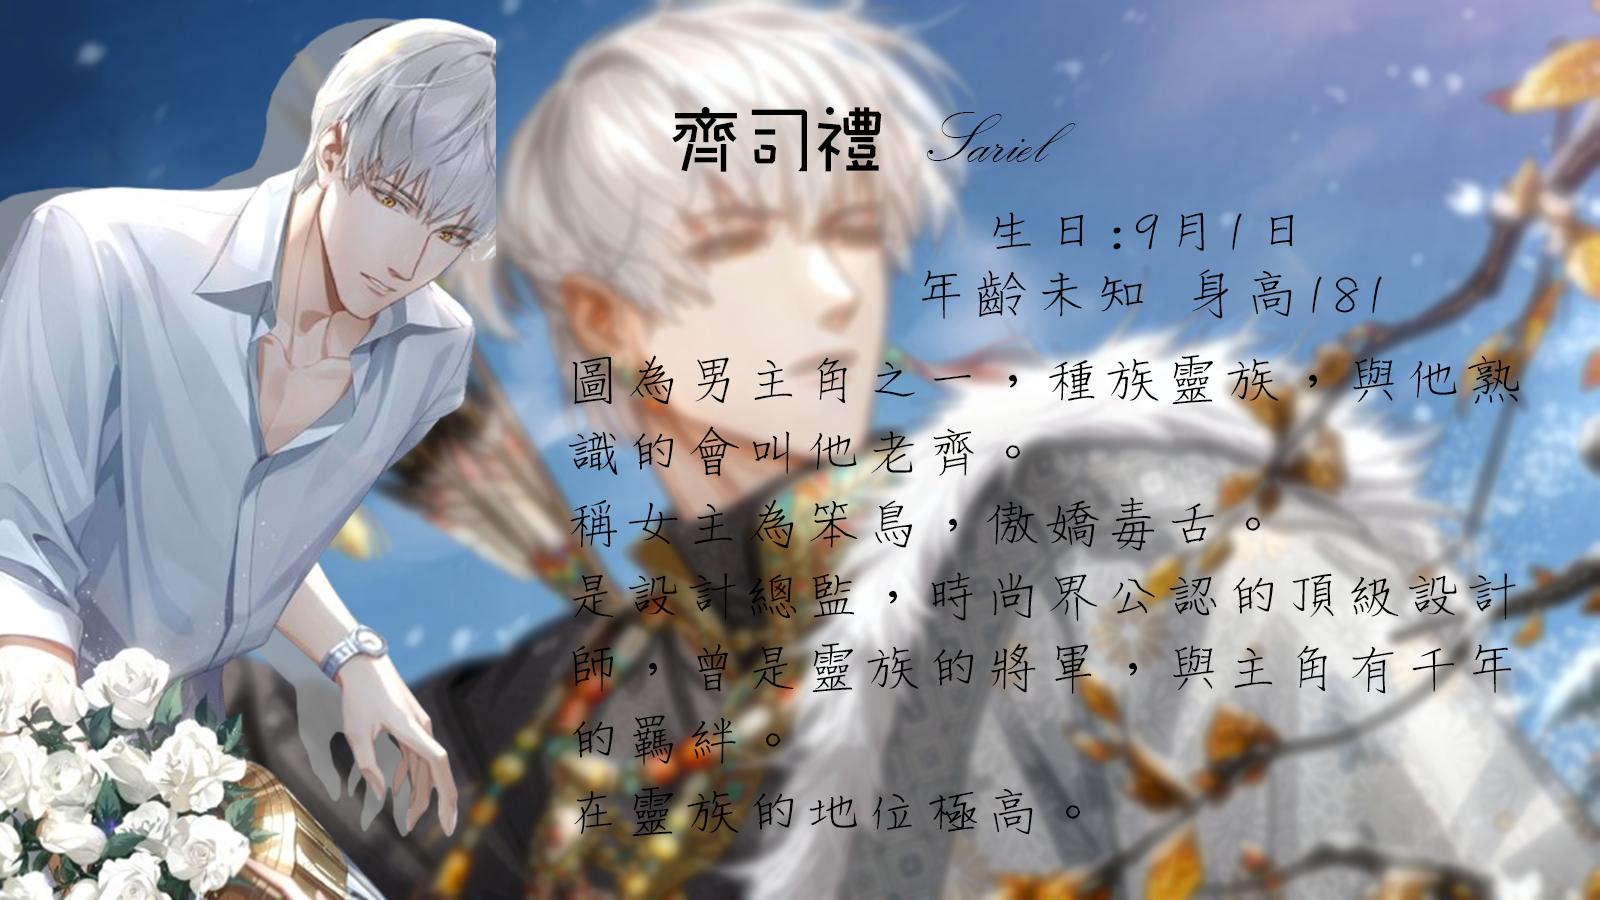 齊司禮 Sariel
生日:9月1日
年齡未知 身高181
圖為男主角之一，種族靈族，與他熟
識的會叫他老齊。
稱女主為笨鳥，傲嬌毒舌。
是設計總監，時尚界公認的頂級設計
師，曾是靈族的將軍，與主角有千年
的羈絆。
在靈族的地位極高。